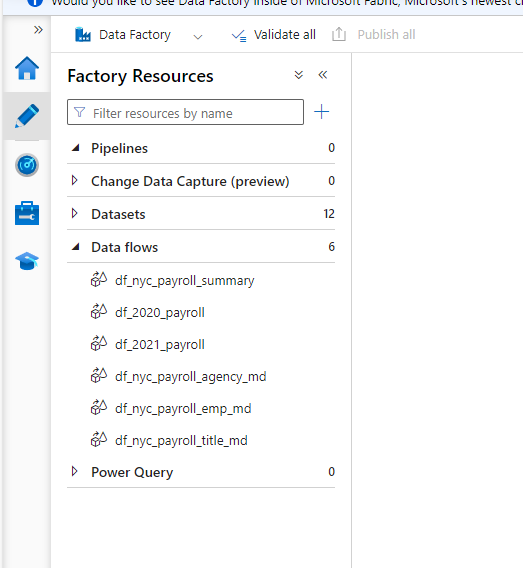 Would you like to see Data Factory inside of Microsoft Fabric, Microsoft's newest
Data Factory
Validate all
Publish all
Factory Resources
Filter resources by name
Pipelines 0
Change Data Capture (preview) 0
Datasets 12
Data flows 6
df_nyc_payroll_summary
df_2020_payroll
df_2021_payroll
df_nyc_payroll_agency_md
df_nyc_payroll_emp_md
df_nyc_payroll_title_md
Power Query 0